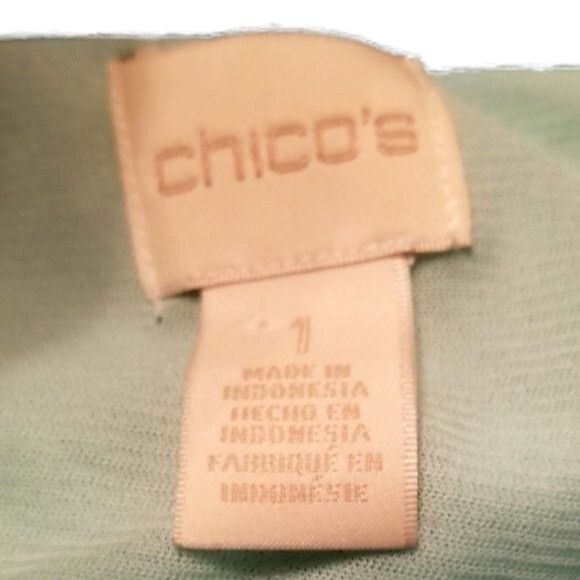 chico's
1
MADE IN
INDONESIA
HECHO EN
INDONESIA
FABRIQUÉ EN
INDONÉSIE